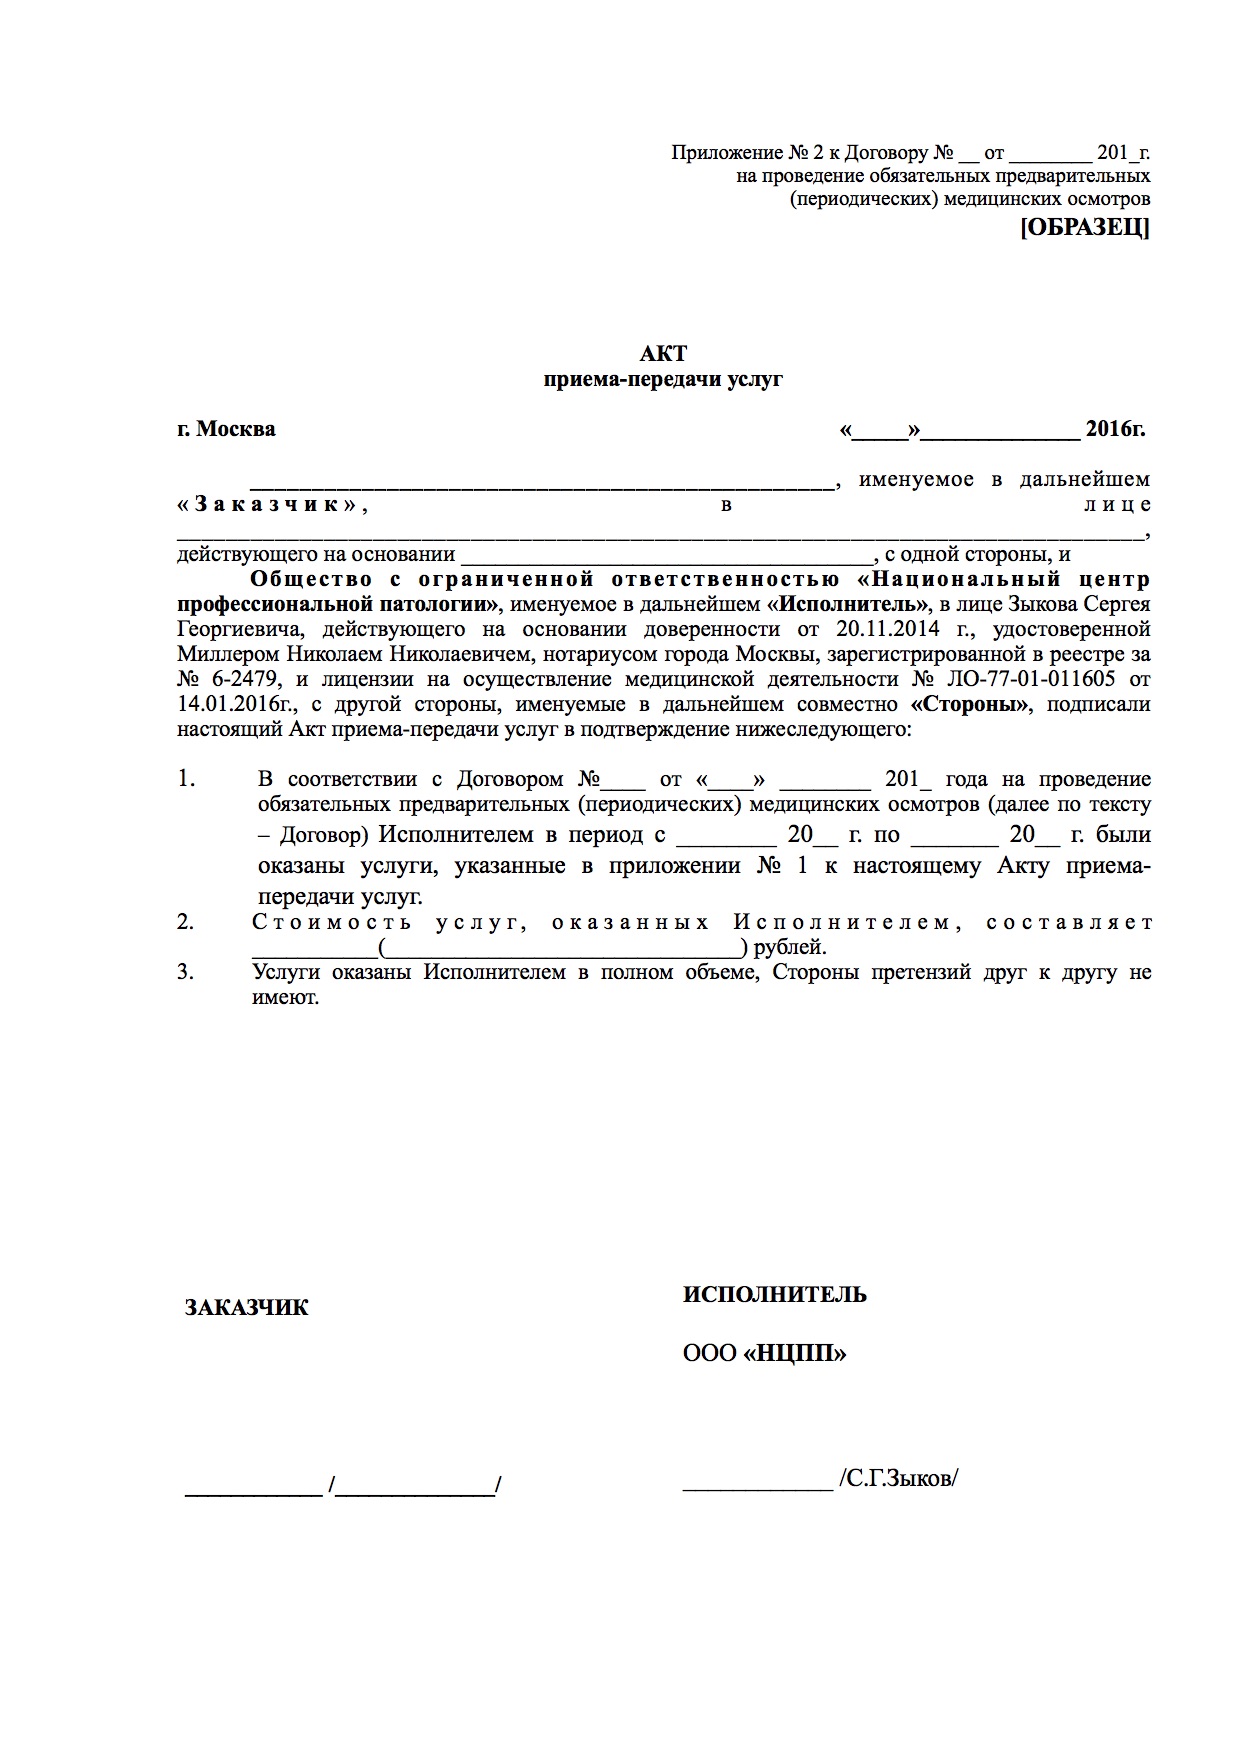 Приложение № 2 к Договору № __ от ________ 201_г.
на проведение обязательных предварительных
(периодических) медицинских осмотров
[ОБРАЗЕЦ]
АКТ
приема-передачи услуг
г. Москва «_____»______________ 2016г.
___________________________________________________, именуемое в дальнейшем
«Заказчик», в лице
_____________________________________________________________________________________,
действующего на основании ____________________________________, с одной стороны, и
Общество с ограниченной ответственностью «Национальный центр
профессиональной патологии», именуемое в дальнейшем «Исполнитель», в лице Зыкова Сергея
Георгиевича, действующего на основании доверенности от 20.11.2014 г., удостоверенной
Миллером Николаем Николаевичем, нотариусом города Москвы, зарегистрированной в реестре за
№ 6-2479, и лицензии на осуществление медицинской деятельности № ЛО-77-01-011605 от
14.01.2016г., с другой стороны, именуемые в дальнейшем совместно «Стороны», подписали
настоящий Акт приема-передачи услуг в подтверждение нижеследующего:
1. В соответствии с Договором №____ от «____» ________ 201_ года на проведение
обязательных предварительных (периодических) медицинских осмотров (далее по тексту
– Договор) Исполнителем в период с ________ 20__ г. по _______ 20__ г. были
оказаны услуги, указанные в приложении № 1 к настоящему Акту приема-
передачи услуг.
2. Стоимость услуг, оказанных Исполнителем, составляет
___________(_______________________________) рублей.
3. Услуги оказаны Исполнителем в полном объеме, Стороны претензий друг к другу не
имеют.
ЗАКАЗЧИК
____________ /______________/
ИСПОЛНИТЕЛЬ
ООО «НЦПП»
____________ /С.Г.Зыков/